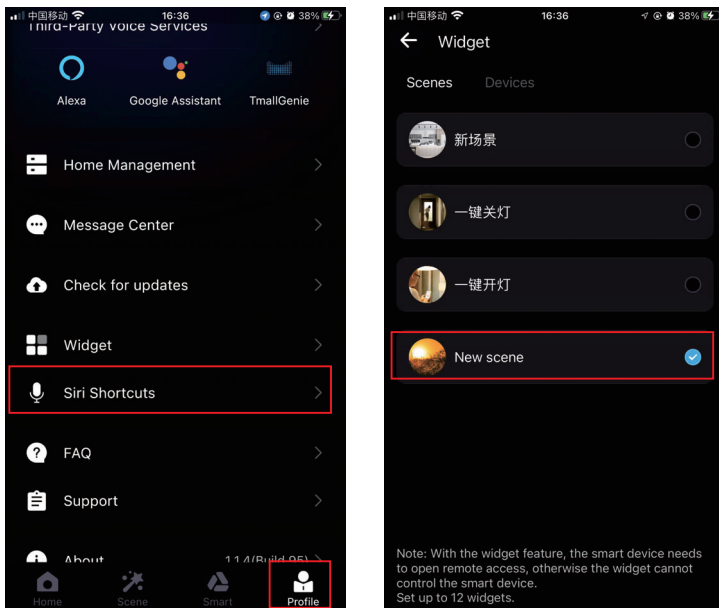 中国移动 16:36 38%
Third-Party Voice Services
Alexa Google Assistant TmallGenie
Home Management
Message Center
Check for updates
Widget
Siri Shortcuts
FAQ
Support
About 1.1.4(Build 95)
Home Scene Smart Profile
中国移动 16:36 38%
Widget
Scenes Devices
新场景
一键关灯
一键开灯
New scene
Note: With the widget feature, the smart device needs
to open remote access, otherwise the widget cannot
control the smart device.
Set up to 12 widgets.